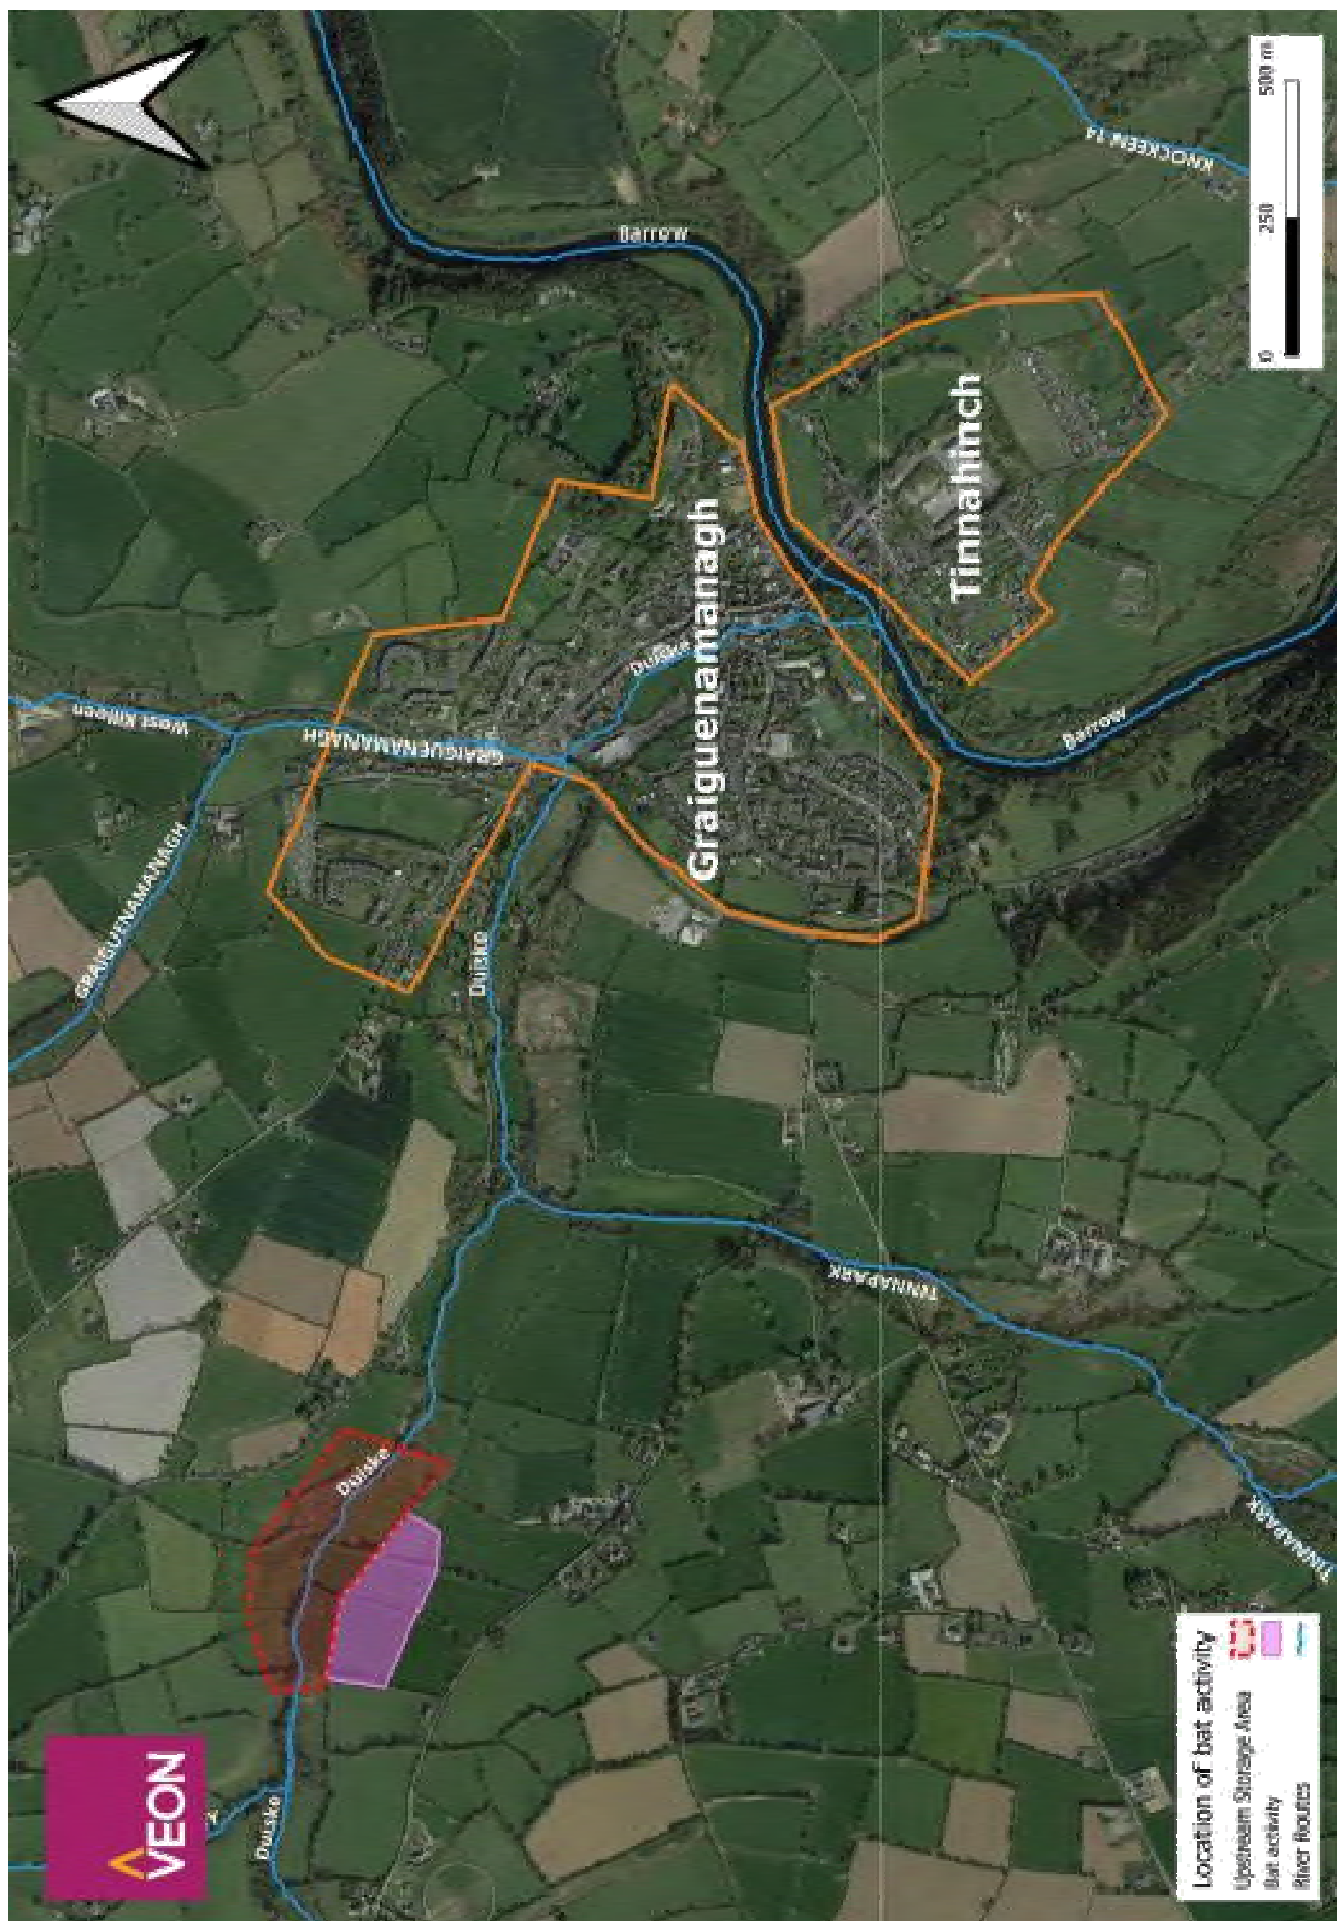 VEON
Duiske
Duiske
Duiske
Duiske
GRAIGUENAMANAGH
West Killeen
GRAIGUENAMANAGH
Barrow
Barrow
Graiguenamanagh
Tinnahinch
TINNAPARK
TINNAPARK
KNOCKEEN 14
Location of bat activity
Upstream Storage Area
Bat activity
River Routes
0 250 500 m